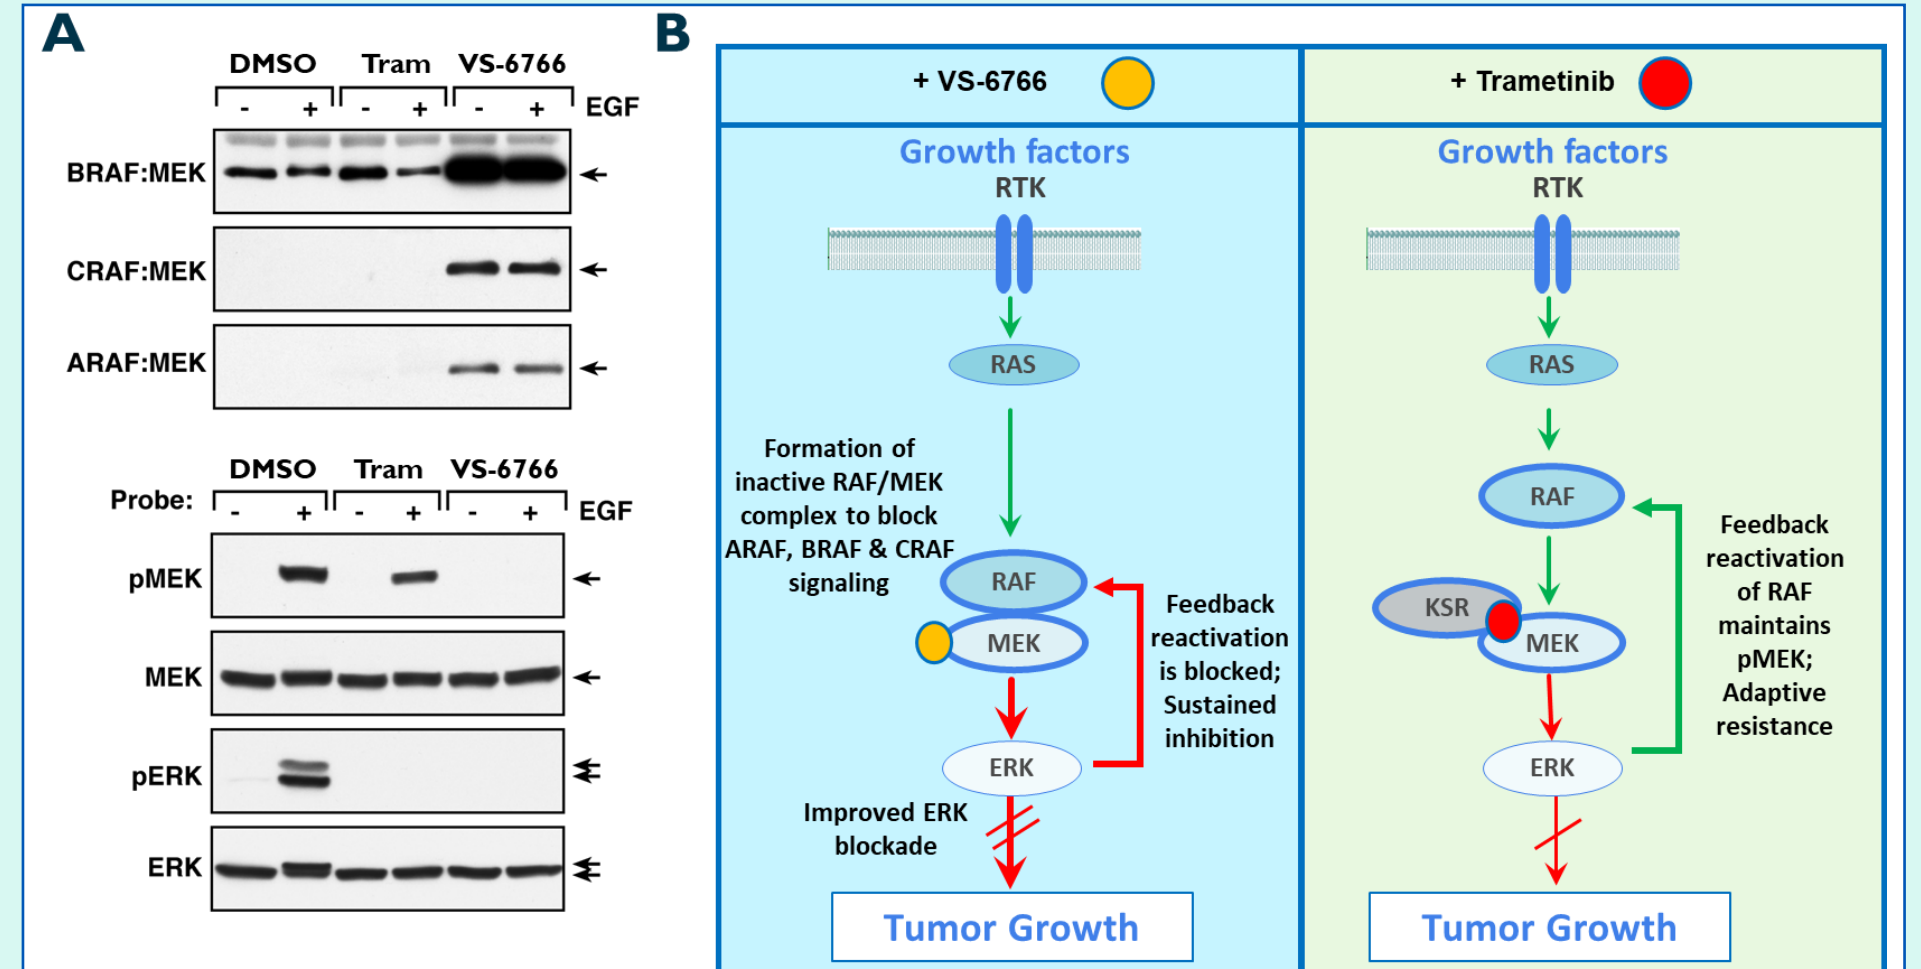 A
DMSO Tram VS-6766
- + - + - + EGF
BRAF:MEK
CRAF:MEK
ARAF:MEK
DMSO Tram VS-6766
Probe: - + - + - + EGF
pMEK
MEK
pERK
ERK
B
+ VS-6766
Growth factors
RTK
RAS
Formation of
inactive RAF/MEK
complex to block
ARAF, BRAF & CRAF
signaling
RAF
MEK
Feedback
reactivation
is blocked;
Sustained
inhibition
ERK
Improved ERK
blockade
Tumor Growth
+ Trametinib
Growth factors
RTK
RAS
RAF
KSR
MEK
Feedback
reactivation
of RAF
maintains
pMEK;
Adaptive
resistance
ERK
Tumor Growth